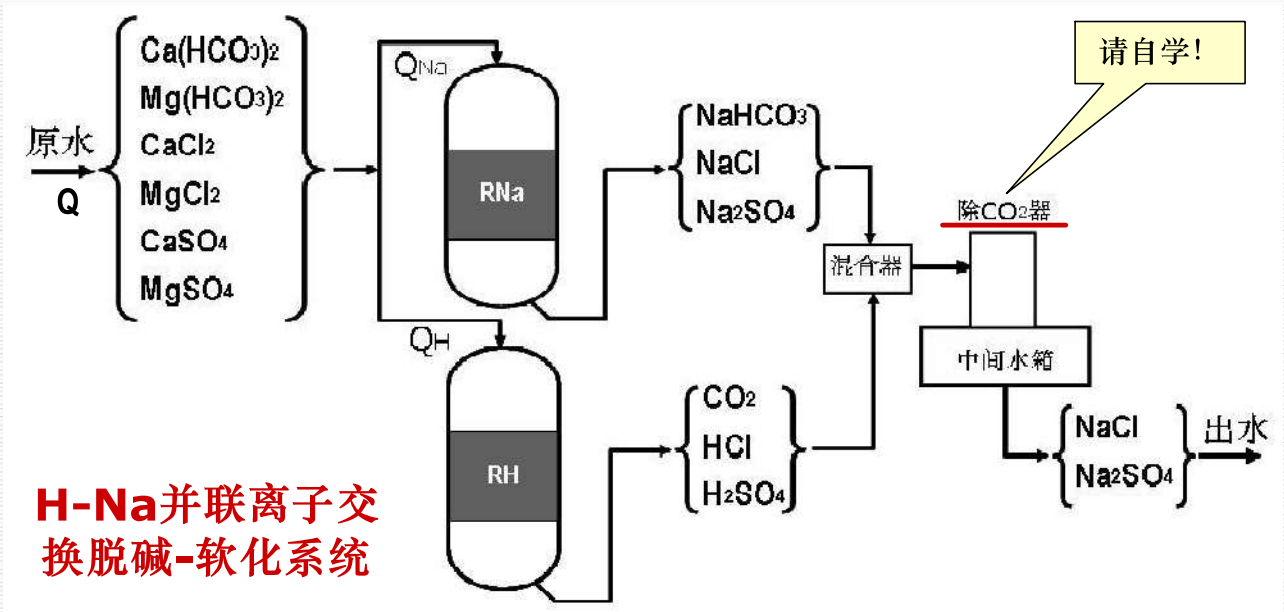 请自学!
Ca(HCO3)2
Mg(HCO3)2
CaCl2
MgCl2
CaSO4
MgSO4
原水
Q
QNa
RNa
NaHCO3
NaCl
Na2SO4
除CO2器
混合器
中间水箱
QH
RH
CO2
HCl
H2SO4
NaCl
Na2SO4
出水
H-Na并联离子交
换脱碱-软化系统